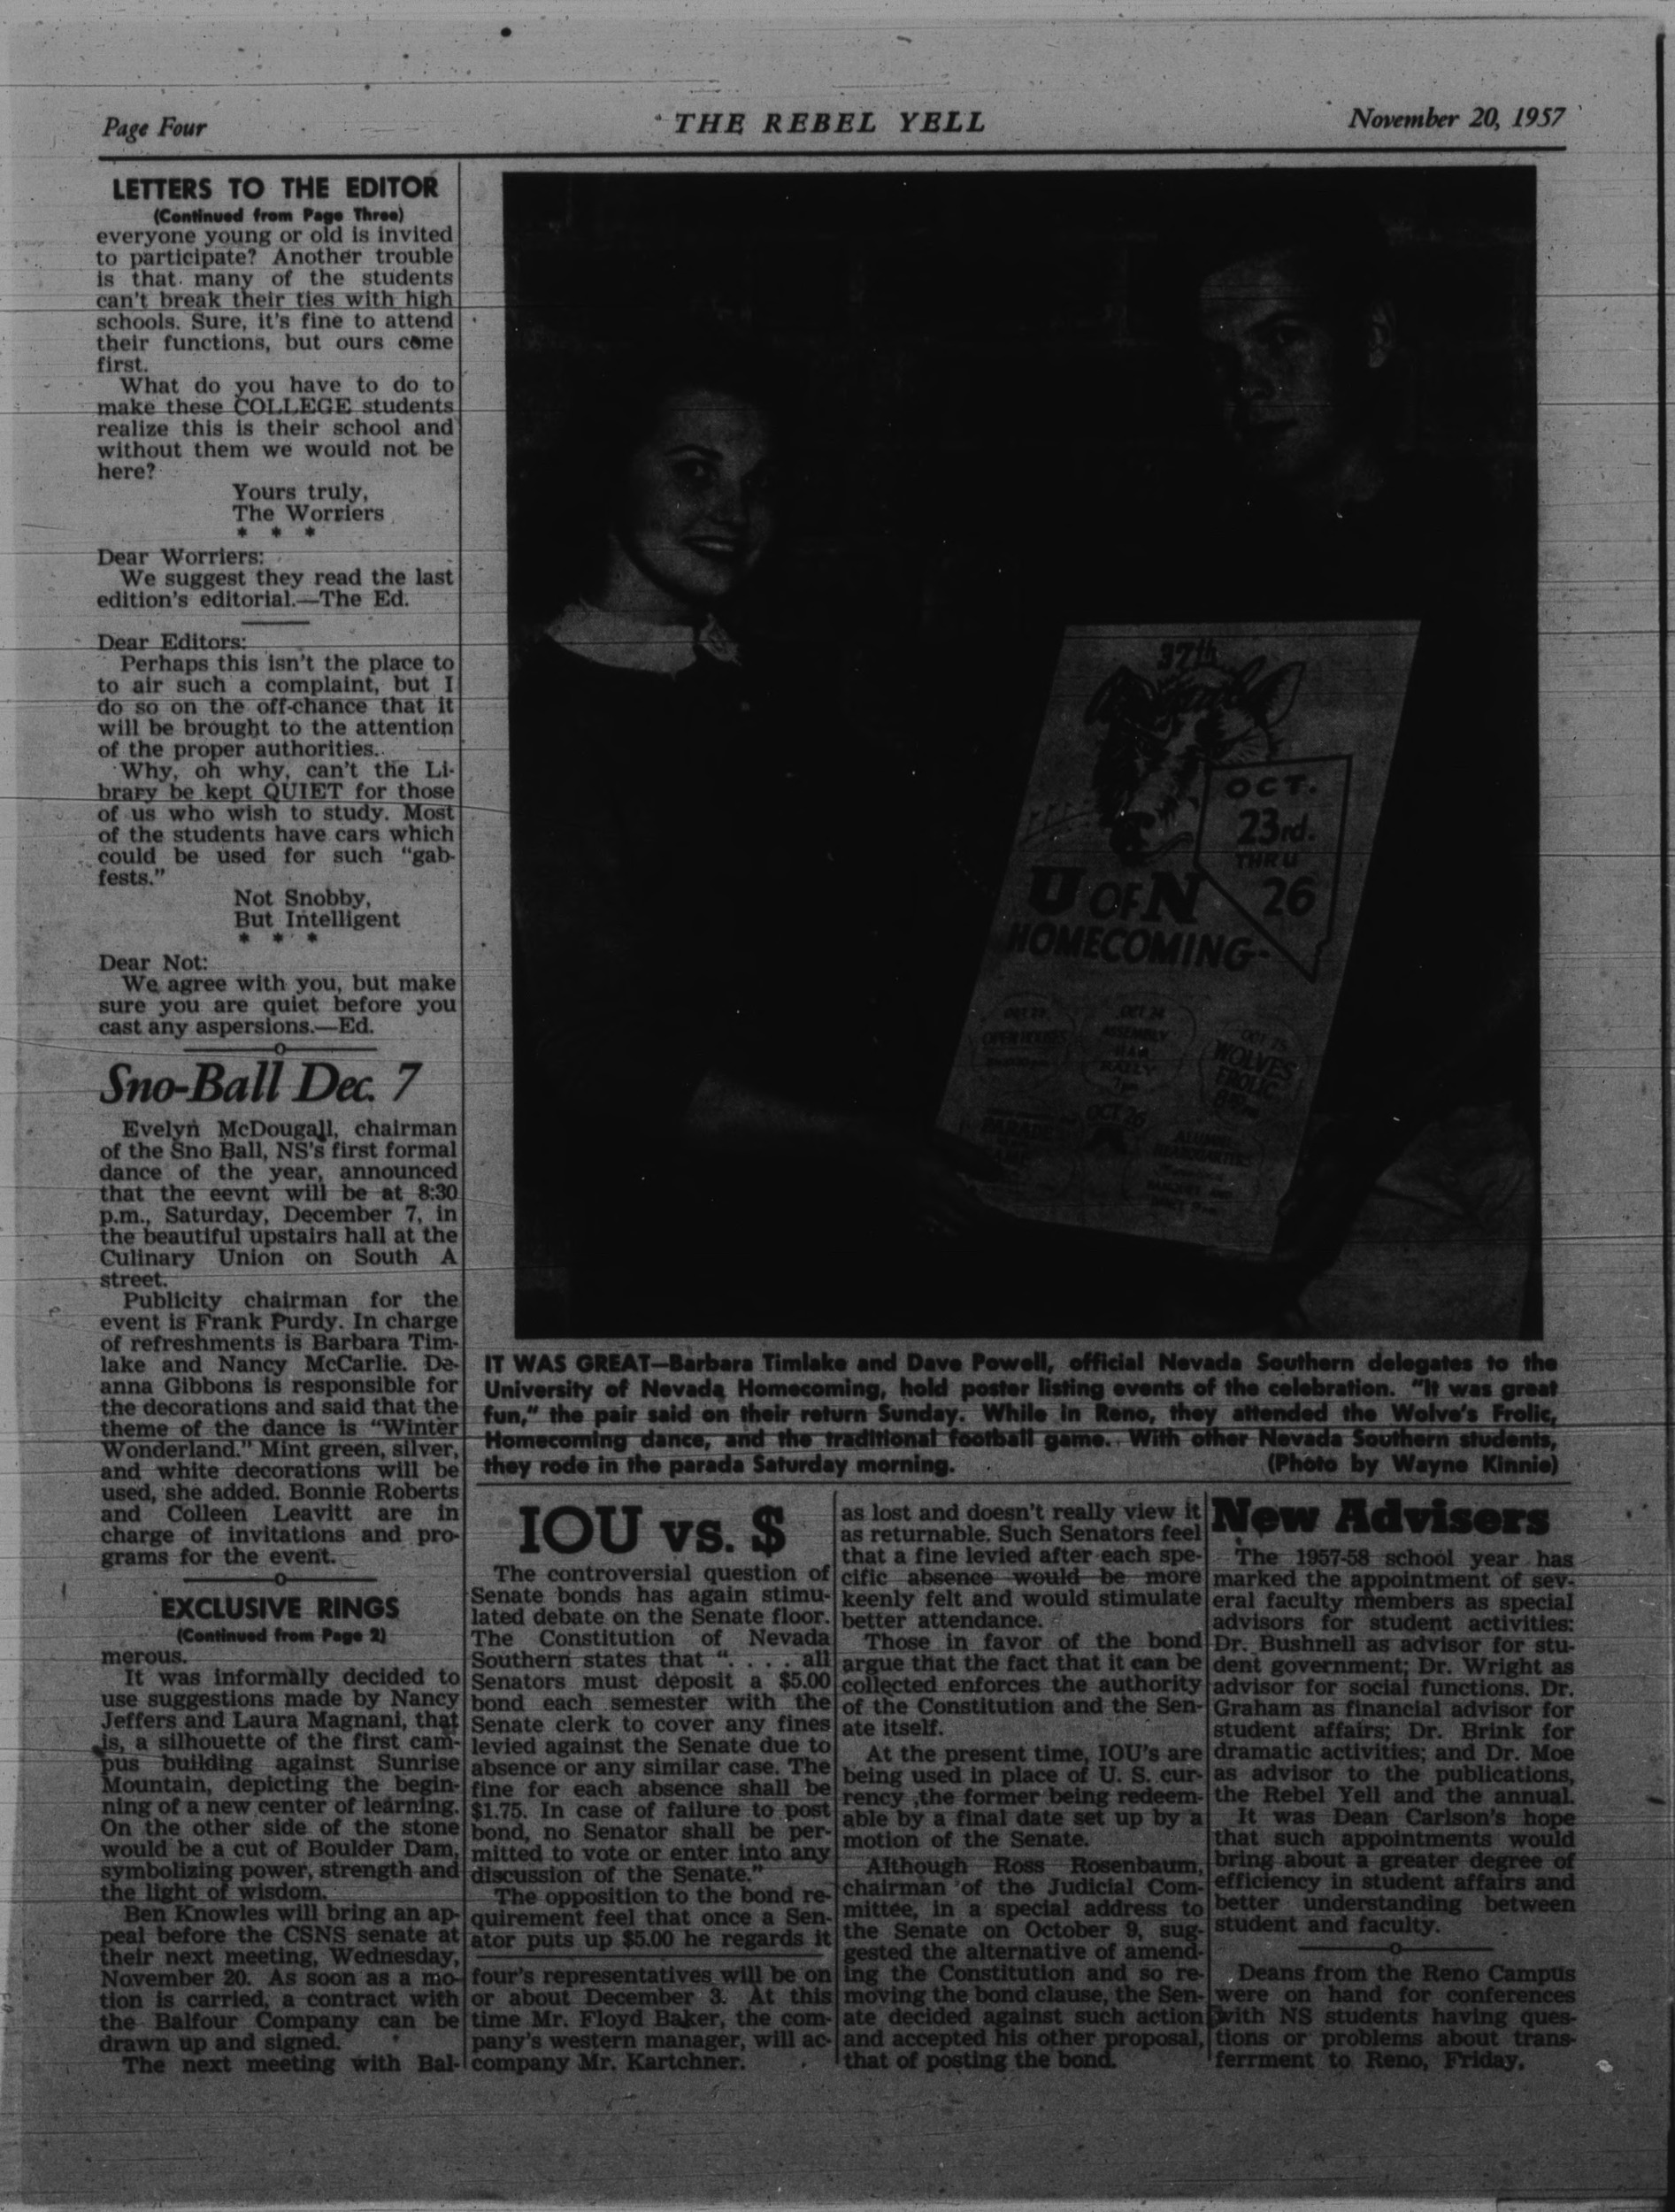 Page Four
THE REBEL YELL
November 20, 1957
LETTERS TO THE EDITOR
(Continued from Page Three)
everyone young or old is invited
to participate? Another trouble
is that many of the students
can't break their ties with high
schools. Sure, it's fine to attend
their functions, but ours come
first.
What do you have to do to
make these COLLEGE students
realize this is their school and
without them we would not be
here?
Yours truly,
The Worriers
* * *
Dear Worriers:
We suggest they read the last
edition's editorial.—The Ed.
Dear Editors:
Perhaps this isn't the place to
to air such a complaint, but I
do so on the off-chance that it
will be brought to the attention
of the proper authorities.
Why, oh why, can't the Li-
brary be kept QUIET for those
of us who wish to study. Most
of the students have cars which
could be used for such "gab-
fests."
Not Snobby,
But Intelligent
* * *
Dear Not:
We agree with you, but make
sure you are quiet before you
cast any aspersions.—Ed.
Sno-Ball Dec. 7
Evelyn McDougall, chairman
of the Sno Ball, NS's first formal
dance of the year, announced
that the eevnt will be at 8:30
p.m., Saturday, December 7, in
the beautiful upstairs hall at the
Culinary Union on South A
street.
Publicity chairman for the
event is Frank Purdy. In charge
of refreshments is Barbara Tim-
lake and Nancy McCarlie. De-
anna Gibbons is responsible for
the decorations and said that the
theme of the dance is "Winter
Wonderland." Mint green, silver,
and white decorations will be
used, she added. Bonnie Roberts
and Colleen Leavitt are in
charge of invitations and pro-
grams for the event.
EXCLUSIVE RINGS
(Continued from Page 2)
merous.
It was informally decided to
use suggestions made by Nancy
Jeffers and Laura Magnani, that
is, a silhouette of the first cam-
pus building against Sunrise
Mountain, depicting the begin-
ning of a new center of learning.
On the other side of the stone
would be a cut of Boulder Dam,
symbolizing power, strength and
the light of wisdom.
Ben Knowles will bring an ap-
peal before the CSNS senate at
their next meeting, Wednesday,
November 20. As soon as a mo-
tion is carried, a contract with
the Balfour Company can be
drawn up and signed.
The next meeting with Bal-
four's representatives will be on
or about December 3. At this
time Mr. Floyd Baker, the com-
pany's western manager, will ac-
company Mr. Kartchner.
37th
OCT.
23rd.
THRU
26
U OF N
HOMECOMING
OPEN HOUSES
OCT 24
ASSEMBLY
RALLY
OCT 25
WOLVES
FROLIC
OCT 26
PARADE
ALUMNI
HEADQUARTERS
IT WAS GREAT—Barbara Timlake and Dave Powell, official Nevada Southern delegates to the
University of Nevada Homecoming, hold poster listing events of the celebration. "It was great
fun," the pair said on their return Sunday. While in Reno, they attended the Wolve's Frolic,
Homecoming dance, and the traditional football game. With other Nevada Southern students,
they rode in the parada Saturday morning. (Photo by Wayne Kinnie)
IOU vs. $
The controversial question of
Senate bonds has again stimu-
lated debate on the Senate floor.
The Constitution of Nevada
Southern states that ". . . . all
Senators must deposit a $5.00
bond each semester with the
Senate clerk to cover any fines
levied against the Senate due to
absence or any similar case. The
fine for each absence shall be
$1.75. In case of failure to post
bond, no Senator shall be per-
mitted to vote or enter into any
discussion of the Senate."
The opposition to the bond re-
quirement feel that once a Sen-
ator puts up $5.00 he regards it
as lost and doesn't really view it
as returnable. Such Senators feel
that a fine levied after each spe-
cific absence would be more
keenly felt and would stimulate
better attendance.
Those in favor of the bond
argue that the fact that it can be
collected enforces the authority
of the Constitution and the Sen-
ate itself.
At the present time, IOU's are
being used in place of U. S. cur-
rency ,the former being redeem-
able by a final date set up by a
motion of the Senate.
Although Ross Rosenbaum,
chairman of the Judicial Com-
mittee, in a special address to
the Senate on October 9, sug-
gested the alternative of amend-
ing the Constitution and so re-
moving the bond clause, the Sen-
ate decided against such action
and accepted his other proposal,
that of posting the bond.
New Advisers
The 1957-58 school year has
marked the appointment of sev-
eral faculty members as special
advisors for student activities:
Dr. Bushnell as advisor for stu-
dent government; Dr. Wright as
advisor for social functions. Dr.
Graham as financial advisor for
student affairs; Dr. Brink for
dramatic activities; and Dr. Moe
as advisor to the publications,
the Rebel Yell and the annual.
It was Dean Carlson's hope
that such appointments would
bring about a greater degree of
efficiency in student affairs and
better understanding between
student and faculty.
Deans from the Reno Campus
were on hand for conferences
with NS students having ques-
tions or problems about trans-
ferrment to Reno, Friday.